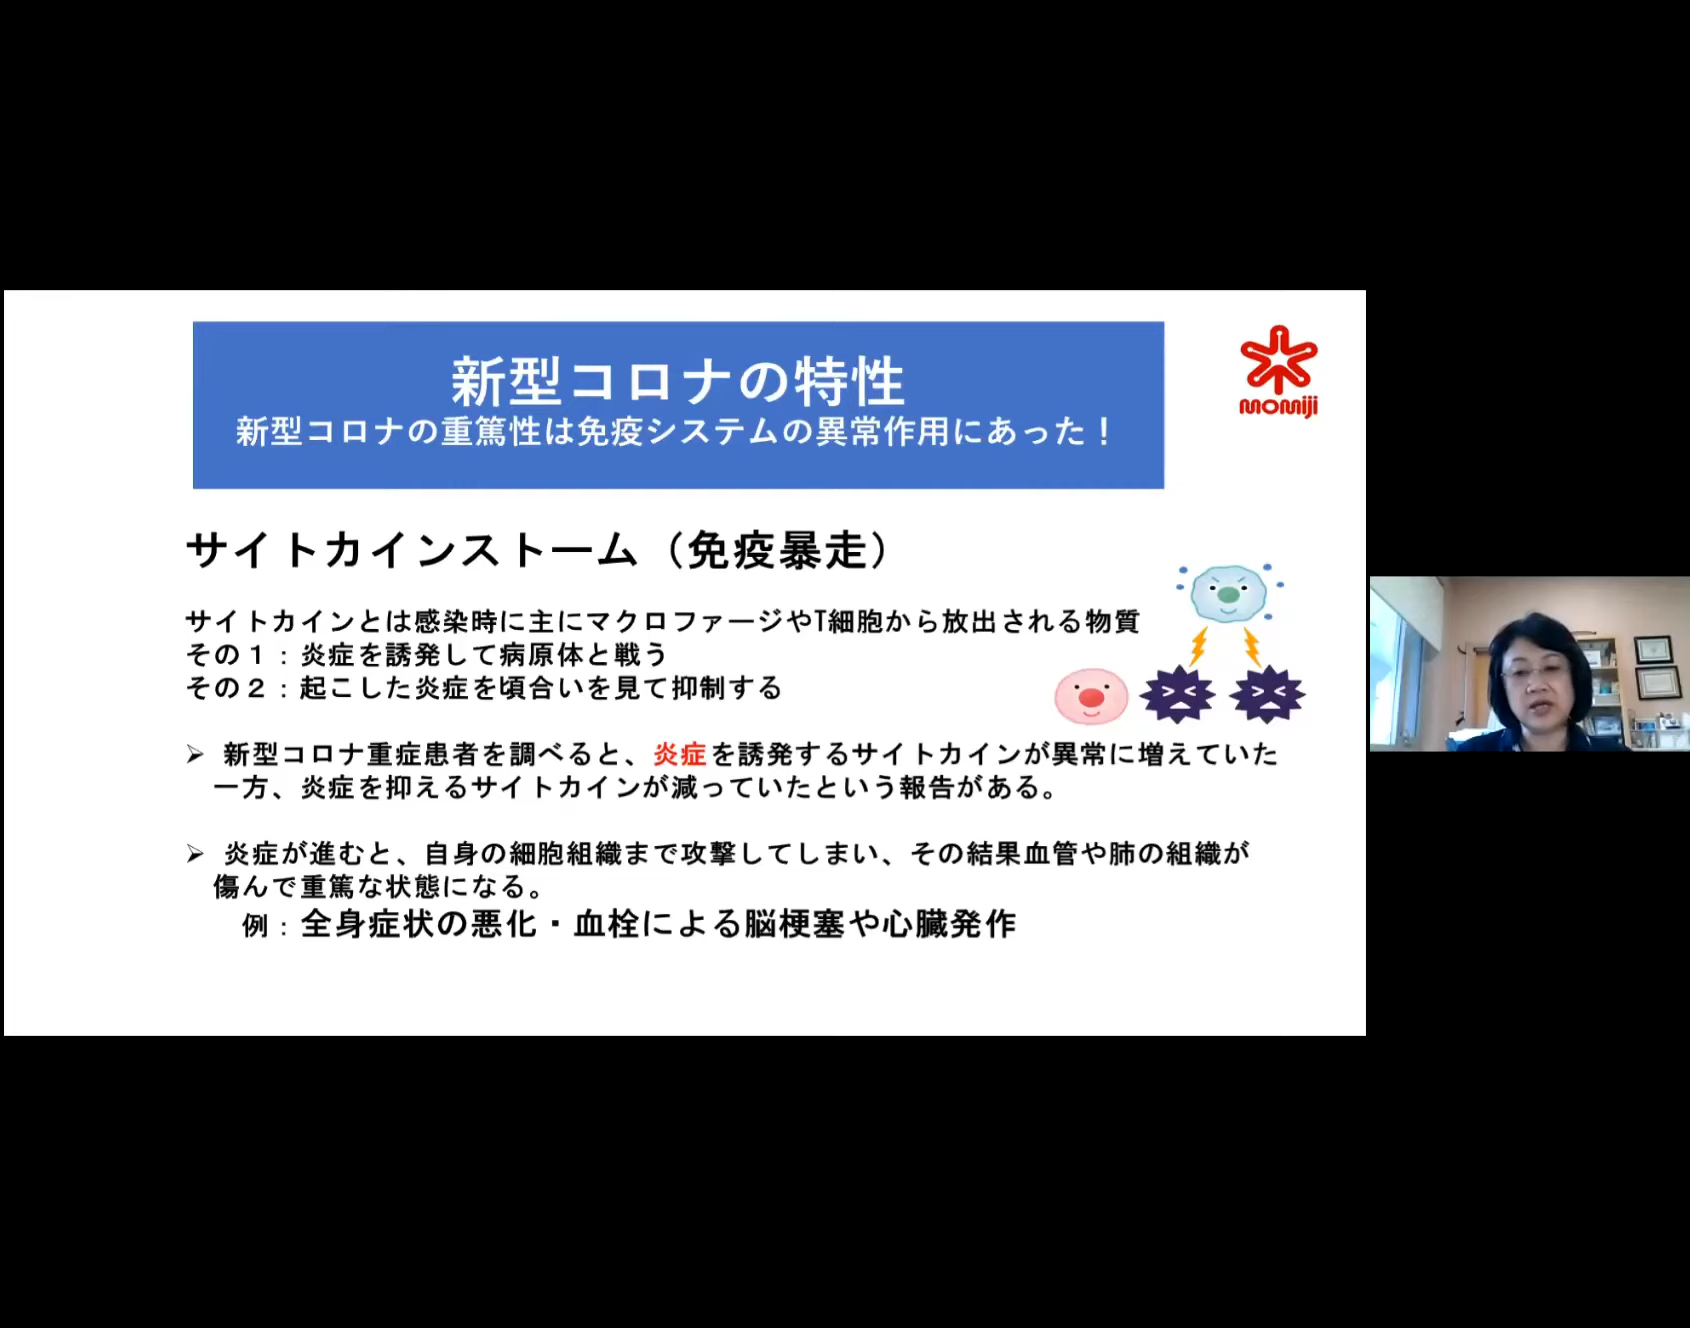 新型コロナの特性
新型コロナの重篤性は免疫システムの異常作用にあった！
momiji
サイトカインストーム（免疫暴走）
サイトカインとは感染時に主にマクロファージやT細胞から放出される物質
その１：炎症を誘発して病原体と戦う
その２：起こした炎症を頃合いを見て抑制する
➢ 新型コロナ重症患者を調べると、炎症を誘発するサイトカインが異常に増えていた
一方、炎症を抑えるサイトカインが減っていたという報告がある。
➢ 炎症が進むと、自身の細胞組織まで攻撃してしまい、その結果血管や肺の組織が
傷んで重篤な状態になる。
例：全身症状の悪化・血栓による脳梗塞や心臓発作